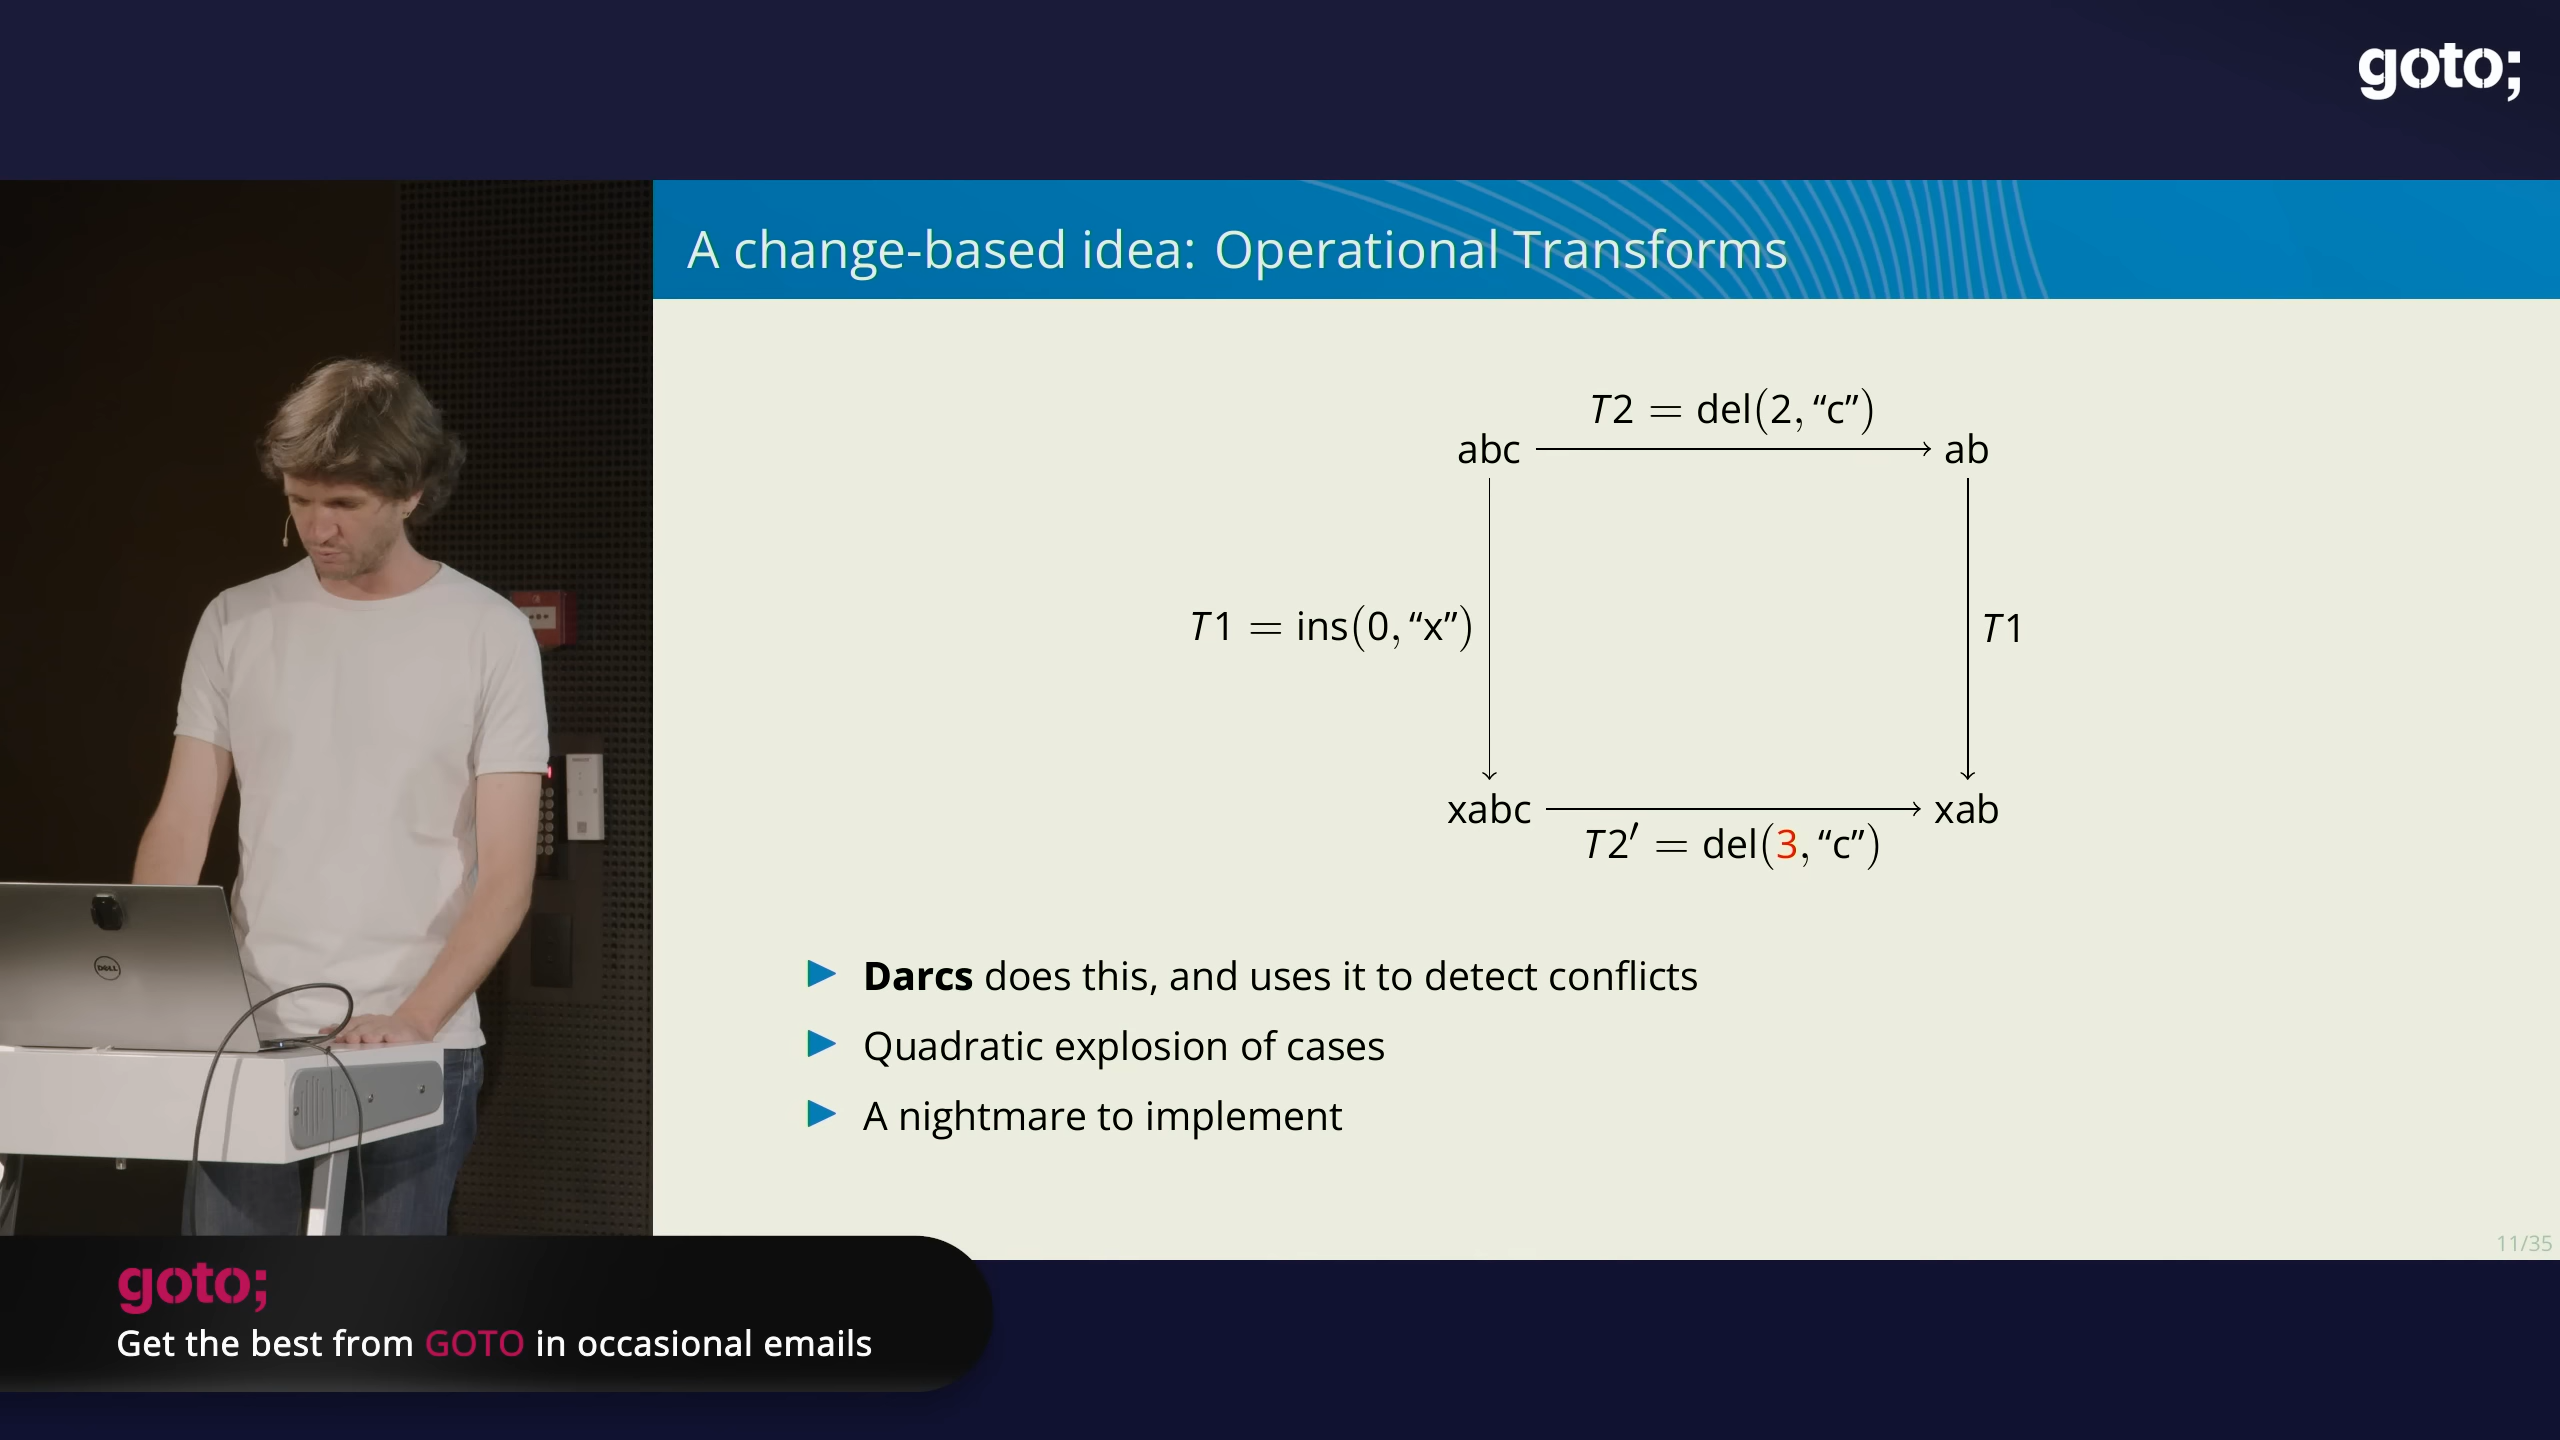 goto;
A change-based idea: Operational Transforms
T2 = del(2, “c”)
abc
ab
T1 = ins(0, “x”)
T1
xabc
xab
T2′ = del(3, “c”)
Darcs does this, and uses it to detect conflicts
Quadratic explosion of cases
A nightmare to implement
DELL
11/35
goto;
Get the best from GOTO in occasional emails